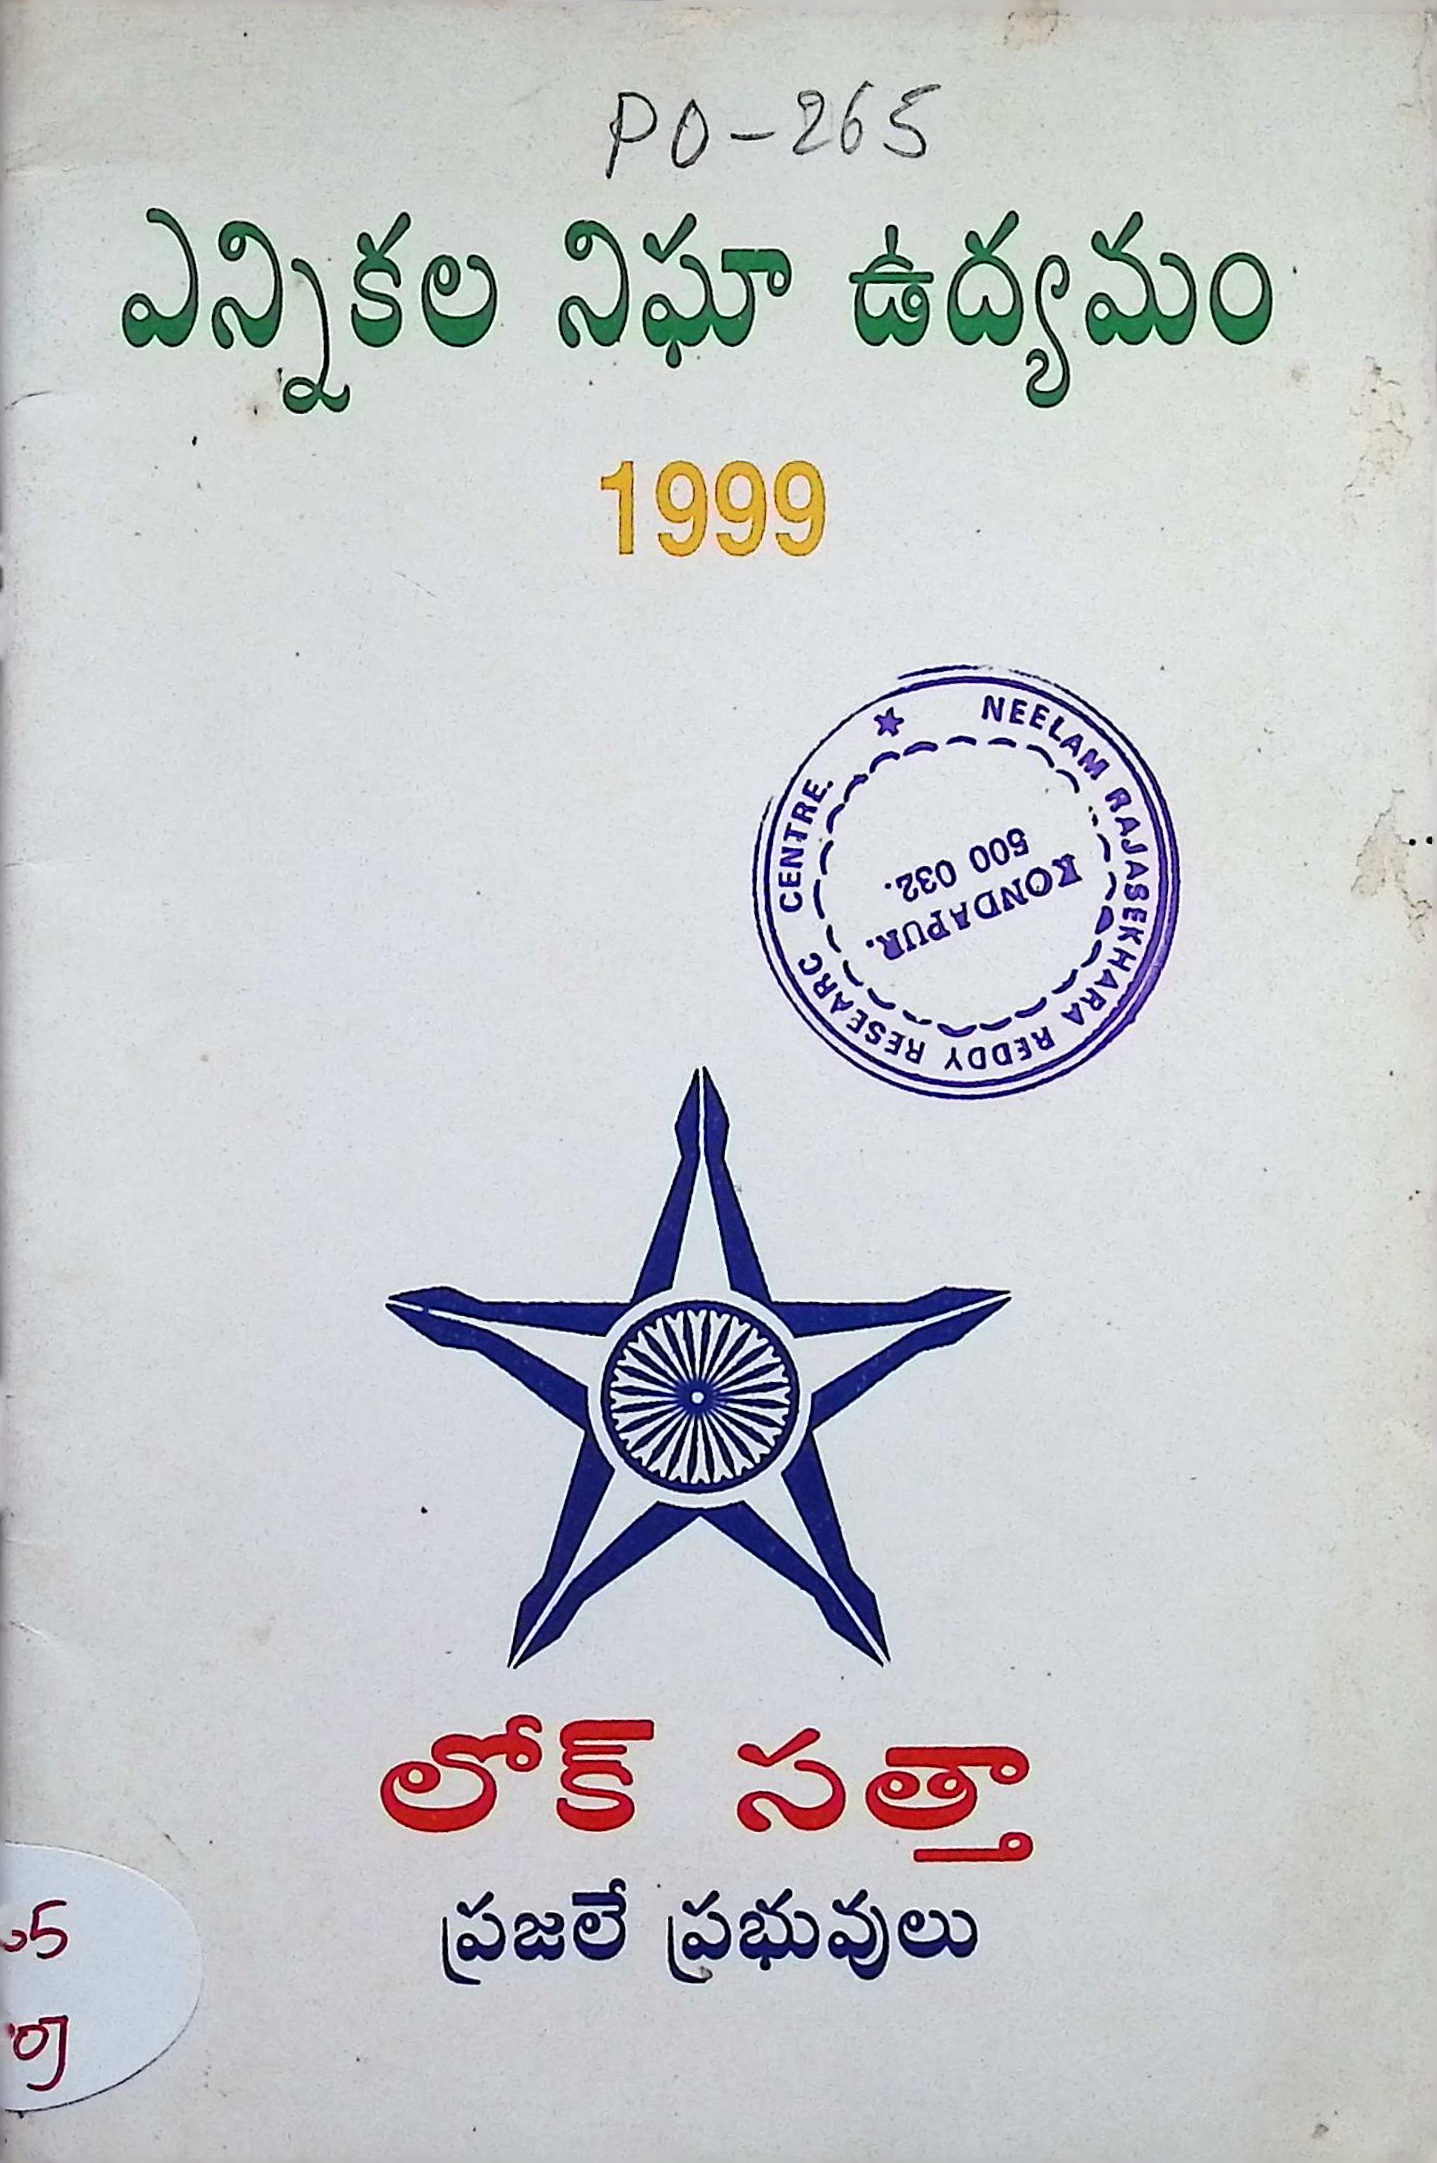 PO-265
ఎన్నికల నిఘా ఉద్యమం
1999
NEELAM RAJASEKHARA REDDY RESEARC CENTRE.
KONDAPUR.
500 032.
లోక్ సత్తా
ప్రజలే ప్రభువులు